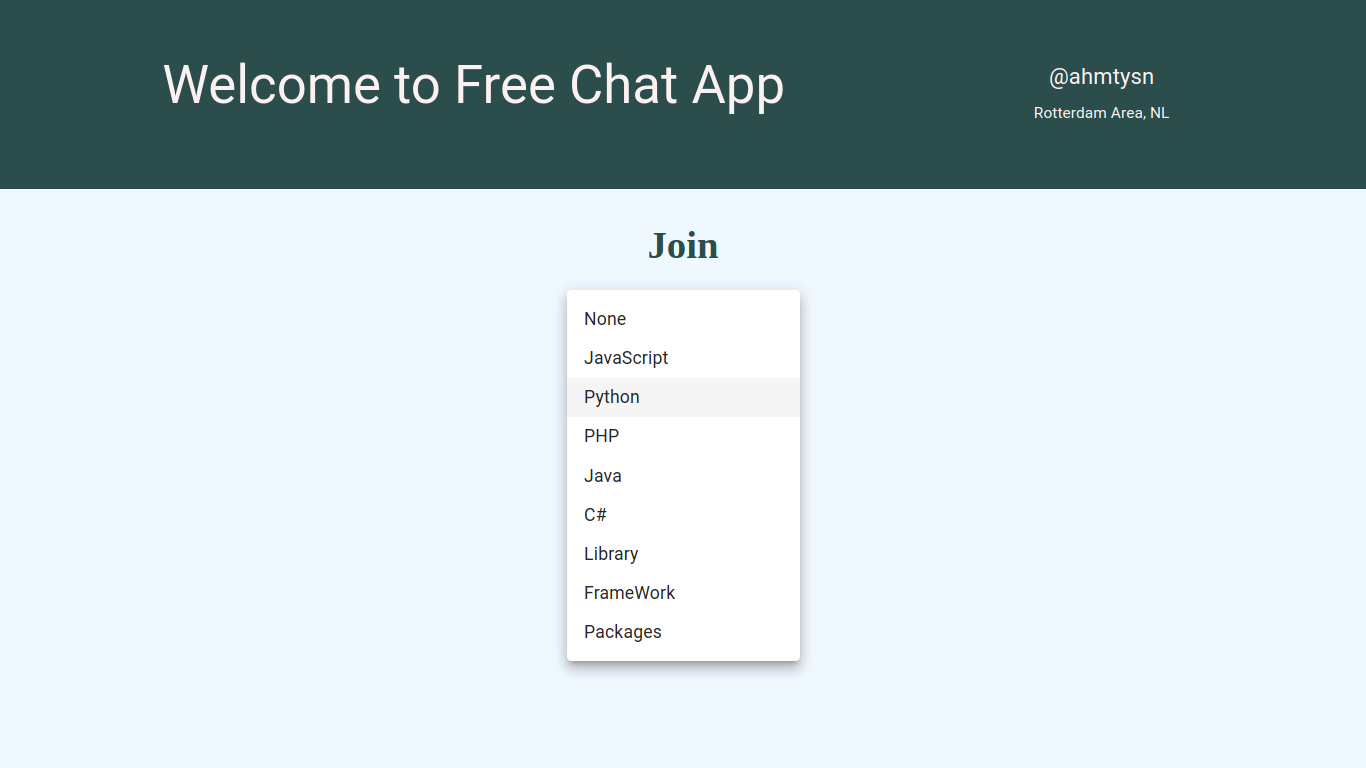 Welcome to Free Chat App
@ahmtysn
Rotterdam Area, NL
Join
None
JavaScript
Python
PHP
Java
C#
Library
FrameWork
Packages